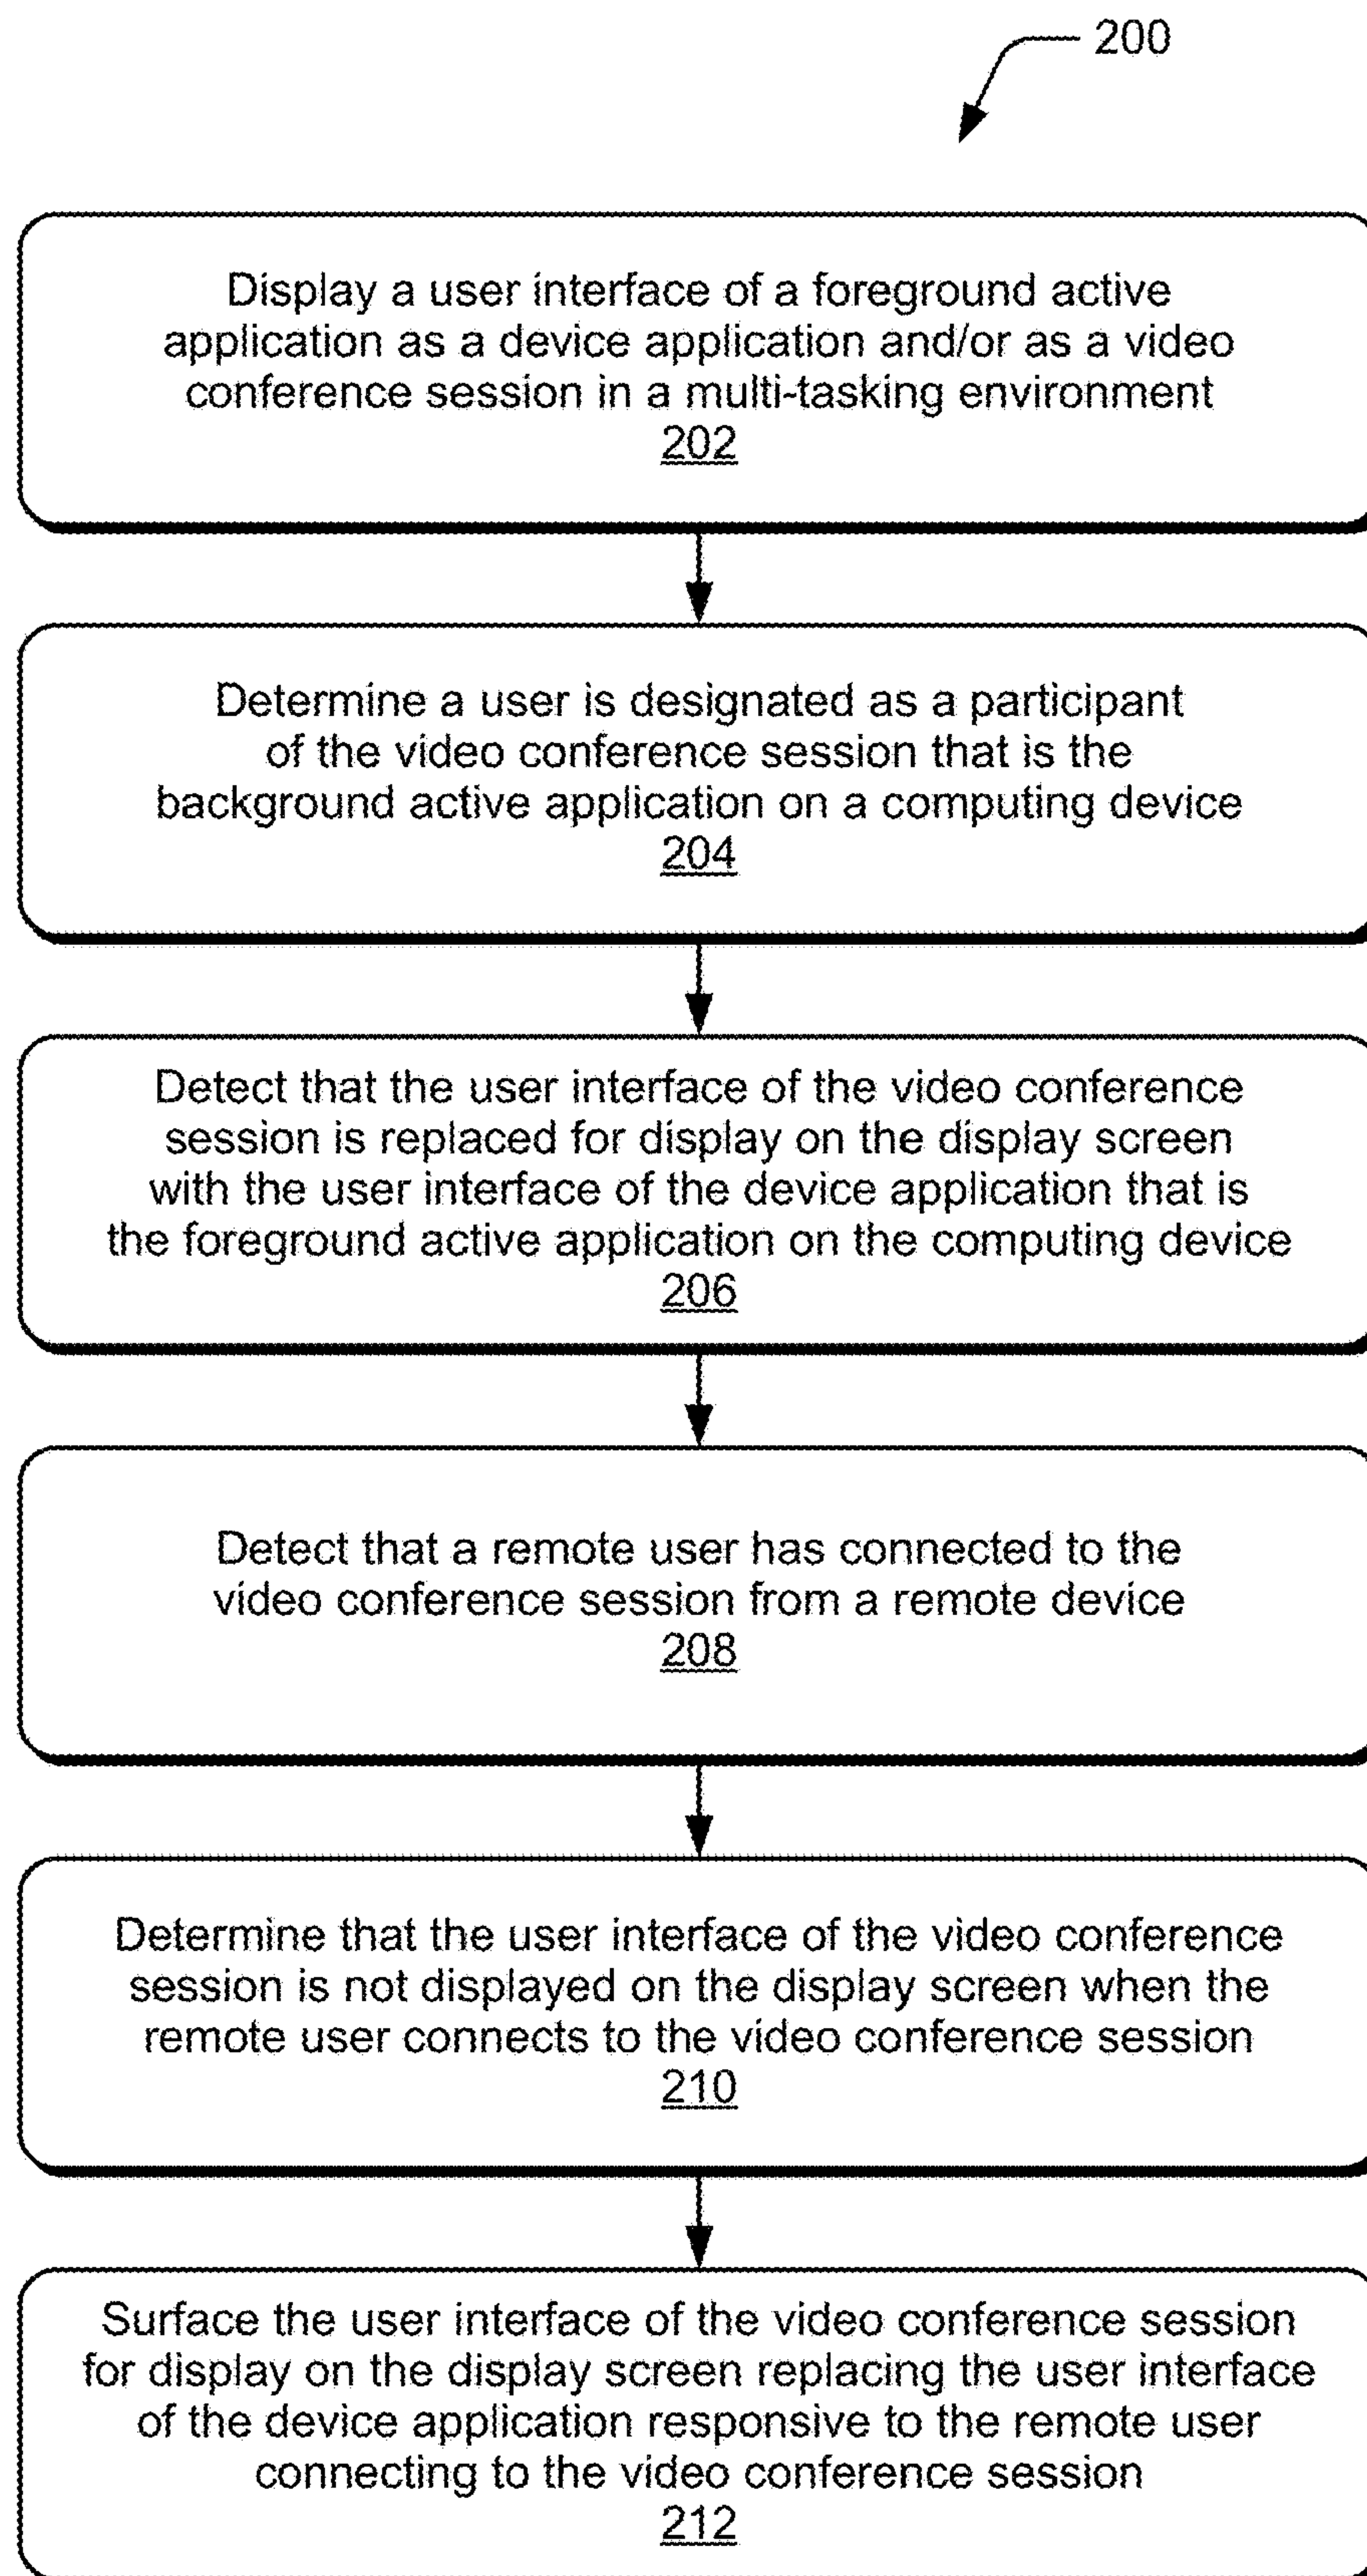 200
Display a user interface of a foreground active
application as a device application and/or as a video
conference session in a multi-tasking environment
202
Determine a user is designated as a participant
of the video conference session that is the
background active application on a computing device
204
Detect that the user interface of the video conference
session is replaced for display on the display screen
with the user interface of the device application that is
the foreground active application on the computing device
206
Detect that a remote user has connected to the
video conference session from a remote device
208
Determine that the user interface of the video conference
session is not displayed on the display screen when the
remote user connects to the video conference session
210
Surface the user interface of the video conference session
for display on the display screen replacing the user interface
of the device application responsive to the remote user
connecting to the video conference session
212